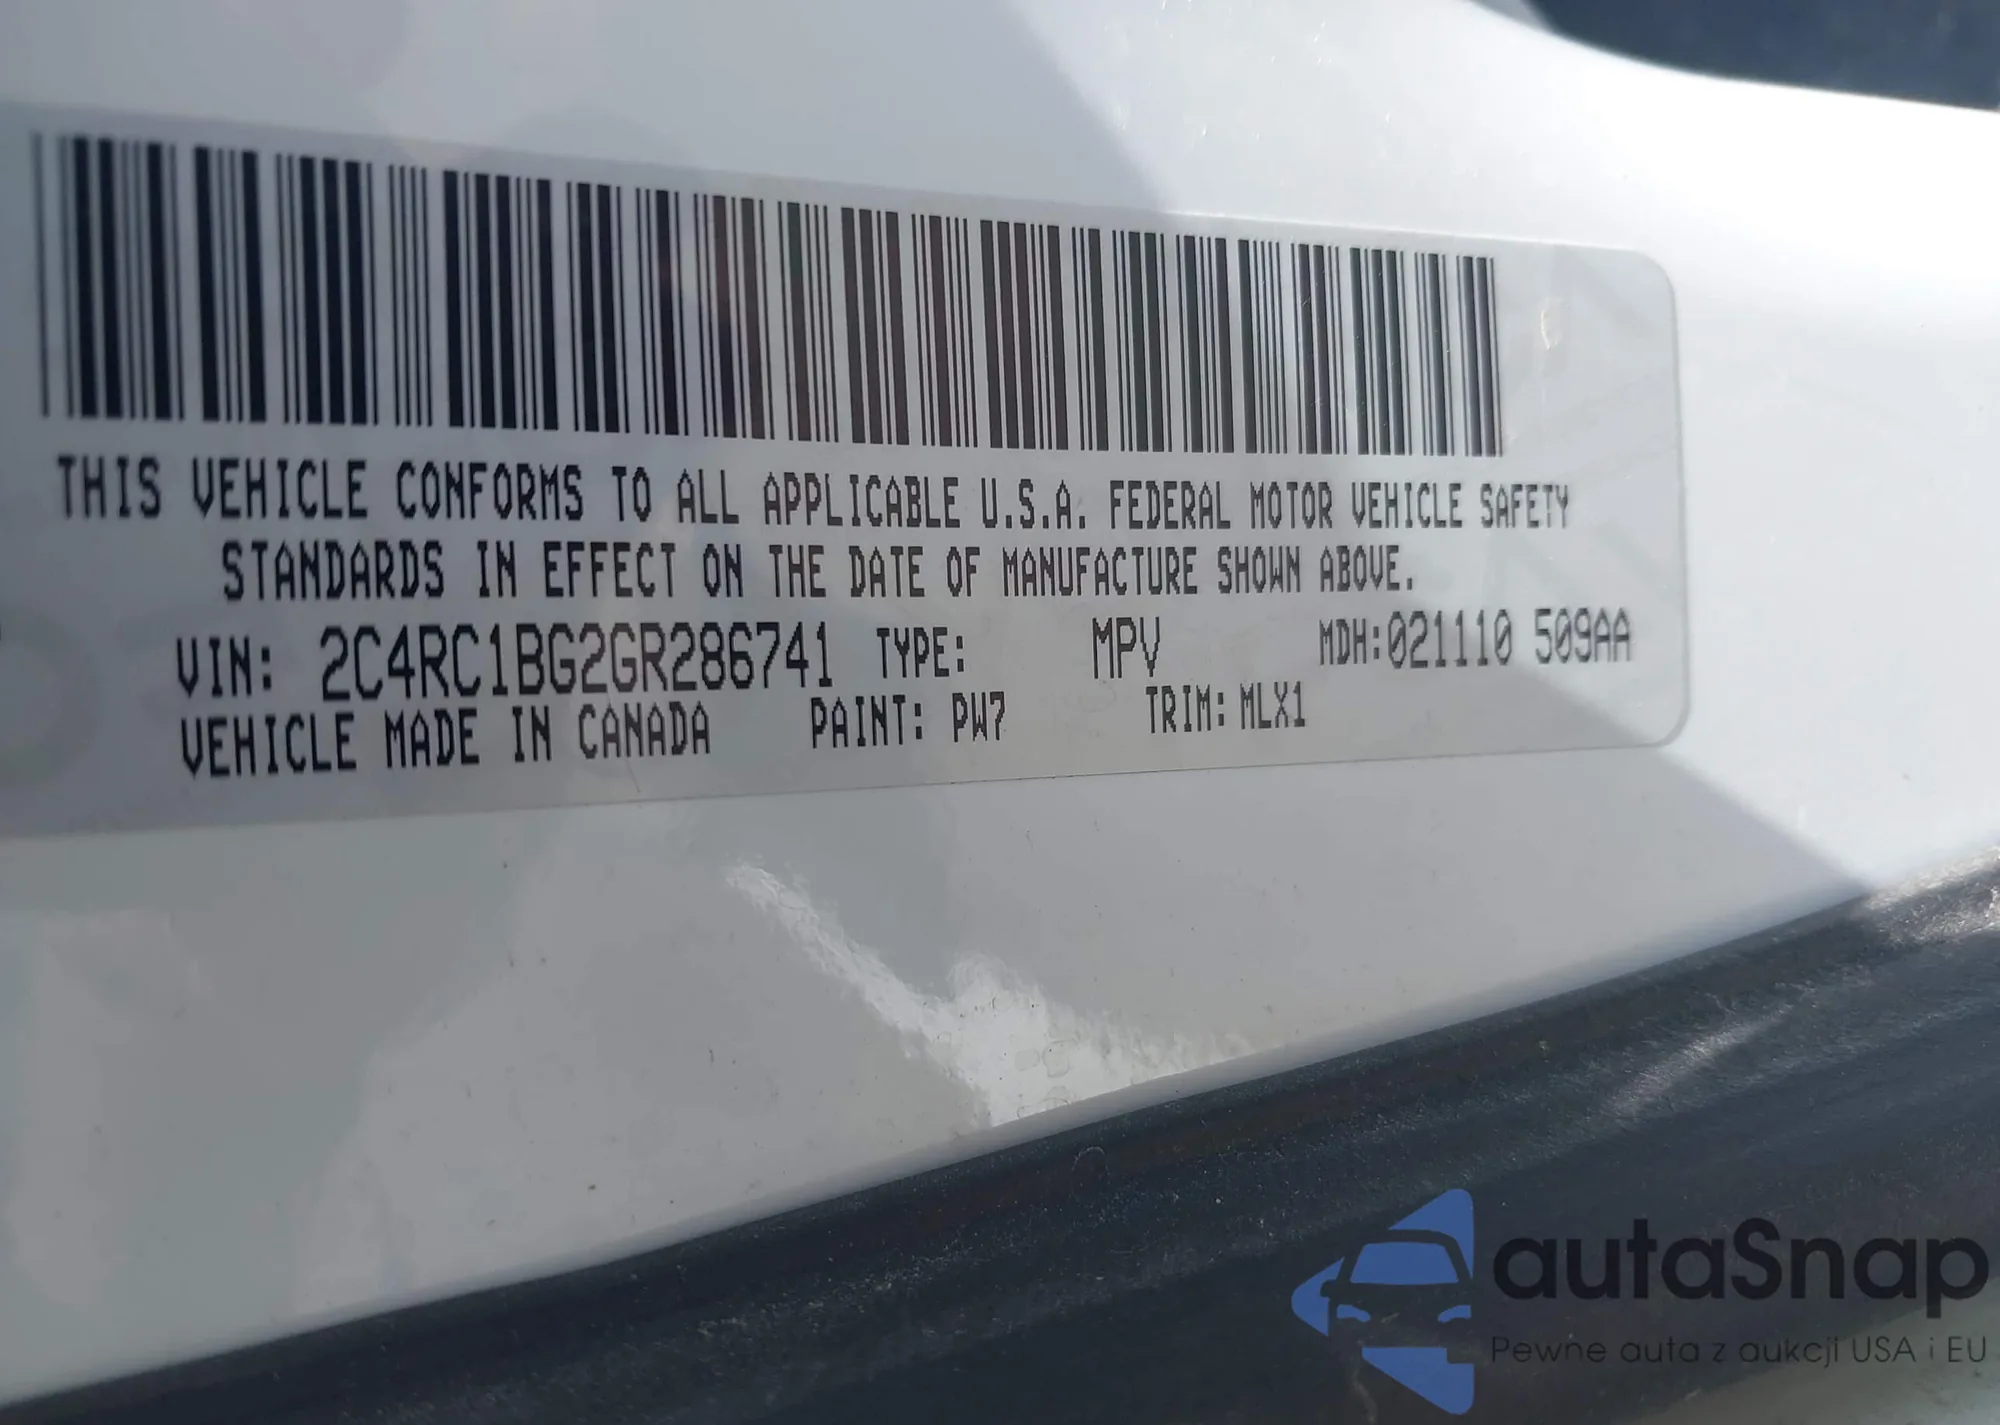 THIS VEHICLE CONFORMS TO ALL APPLICABLE U.S.A. FEDERAL MOTOR VEHICLE SAFETY
STANDARDS IN EFFECT ON THE DATE OF MANUFACTURE SHOWN ABOVE.
VIN: 2C4RC1BG2GR286741 TYPE: MPV MDH:021110 509AA
VEHICLE MADE IN CANADA PAINT: PW7 TRIM: MLX1
autaSnap
Pewne auta z aukcji USA i EU